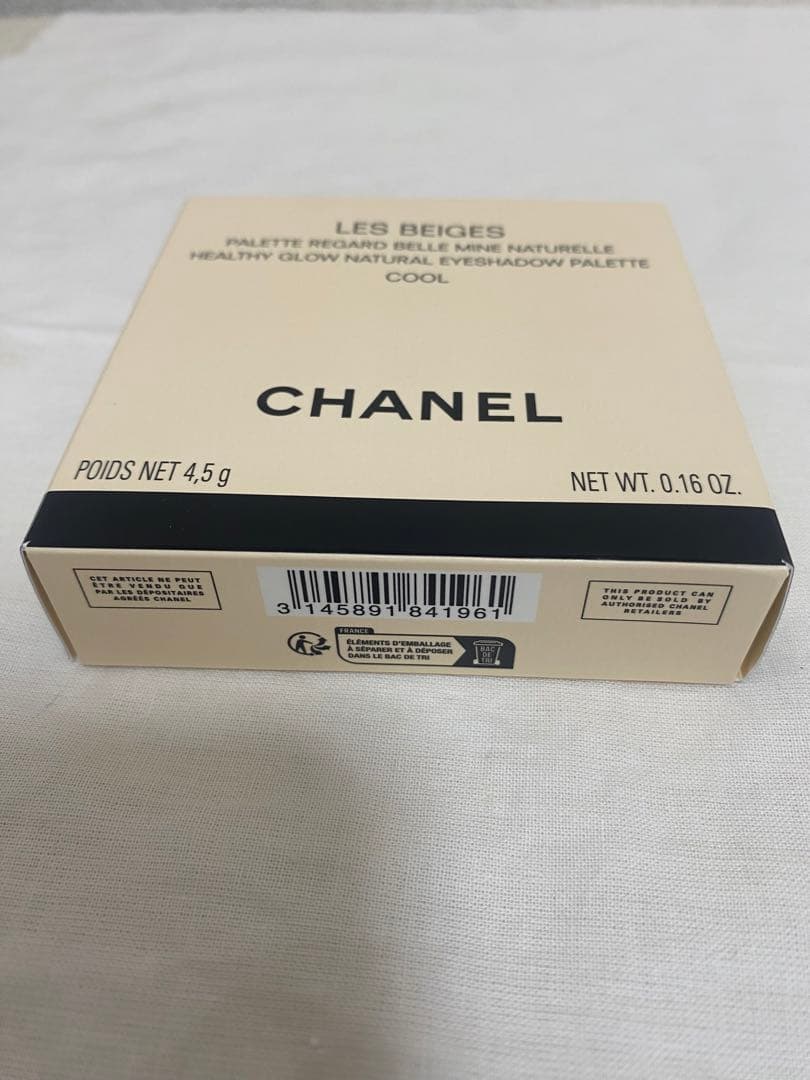 LES BEIGES
PALETTE REGARD BELLE MINE NATURELLE
HEALTHY GLOW NATURAL EYESHADOW PALETTE
COOL
CHANEL
POIDS NET 4,5 g
NET WT. 0.16 OZ.
CET ARTICLE NE PEUT
ÊTRE VENDU QUE
PAR LES DÉPOSITAIRES
AGRÉÉS CHANEL
3 145891 841961
THIS PRODUCT CAN
ONLY BE SOLD BY
AUTHORISED CHANEL
RETAILERS
FRANCE
ÉLÉMENTS D'EMBALLAGE
À SÉPARER ET À DÉPOSER
DANS LE BAC DE TRI
BAC
DE
TRI